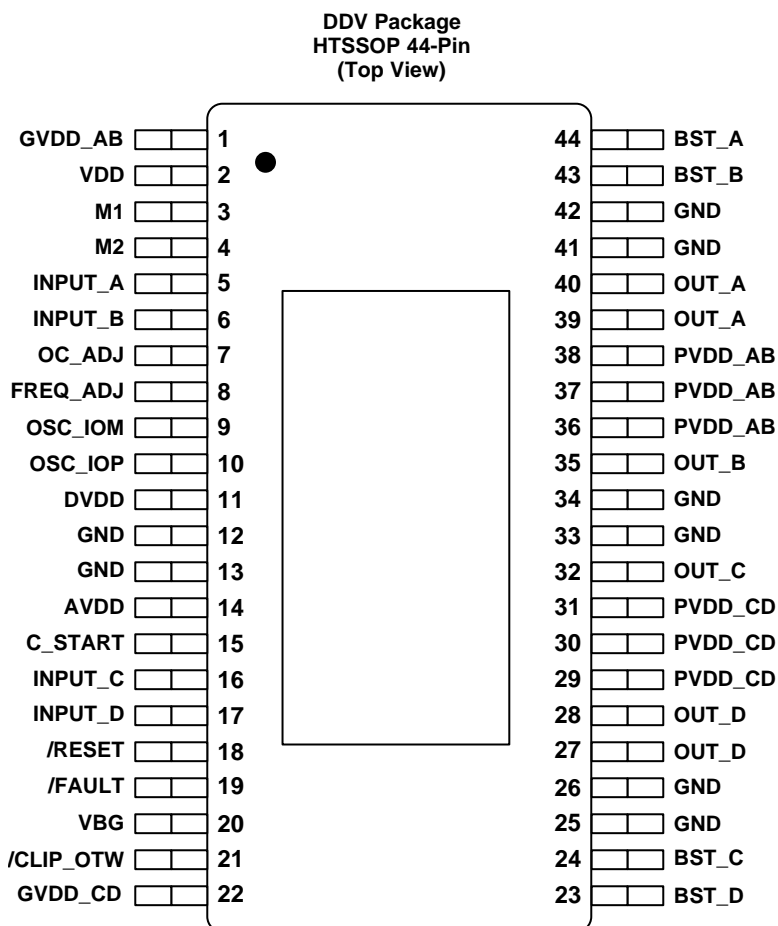 DDV Package
HTSSOP 44-Pin
(Top View)
GVDD_AB 1 44 BST_A
VDD 2 43 BST_B
M1 3 42 GND
M2 4 41 GND
INPUT_A 5 40 OUT_A
INPUT_B 6 39 OUT_A
OC_ADJ 7 38 PVDD_AB
FREQ_ADJ 8 37 PVDD_AB
OSC_IOM 9 36 PVDD_AB
OSC_IOP 10 35 OUT_B
DVDD 11 34 GND
GND 12 33 GND
GND 13 32 OUT_C
AVDD 14 31 PVDD_CD
C_START 15 30 PVDD_CD
INPUT_C 16 29 PVDD_CD
INPUT_D 17 28 OUT_D
/RESET 18 27 OUT_D
/FAULT 19 26 GND
VBG 20 25 GND
/CLIP_OTW 21 24 BST_C
GVDD_CD 22 23 BST_D